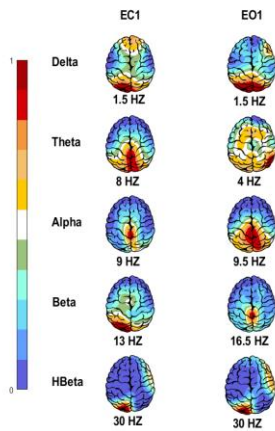 EC1 EO1
1
Delta
1.5 HZ 1.5 HZ
Theta
8 HZ 4 HZ
Alpha
9 HZ 9.5 HZ
Beta
13 HZ 16.5 HZ
0
HBeta
30 HZ 30 HZ